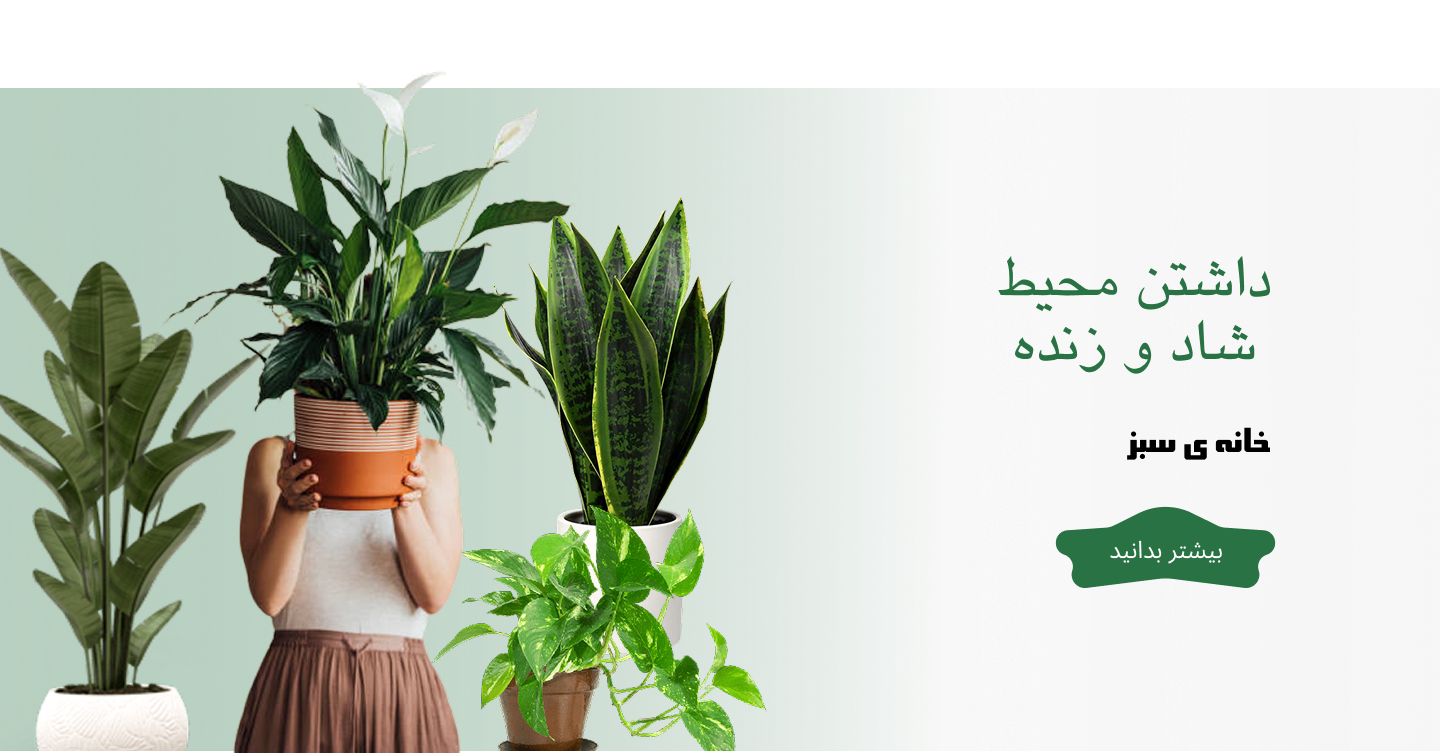 داشتن محیط
شاد و زنده
خانه ی سبز
بیشتر بدانید